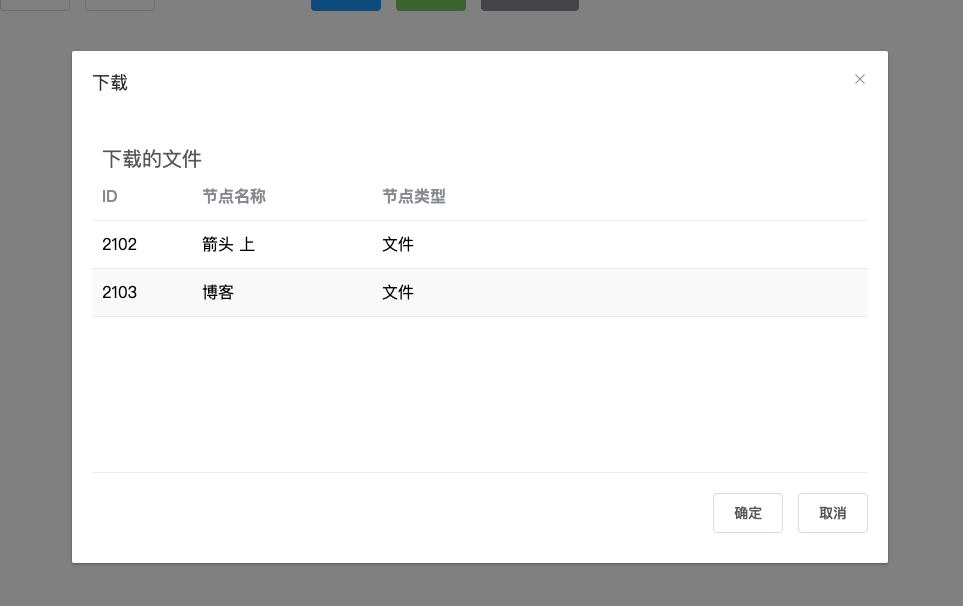 下载
下载的文件
ID 节点名称 节点类型
2102 箭头 上 文件
2103 博客 文件
确定 取消